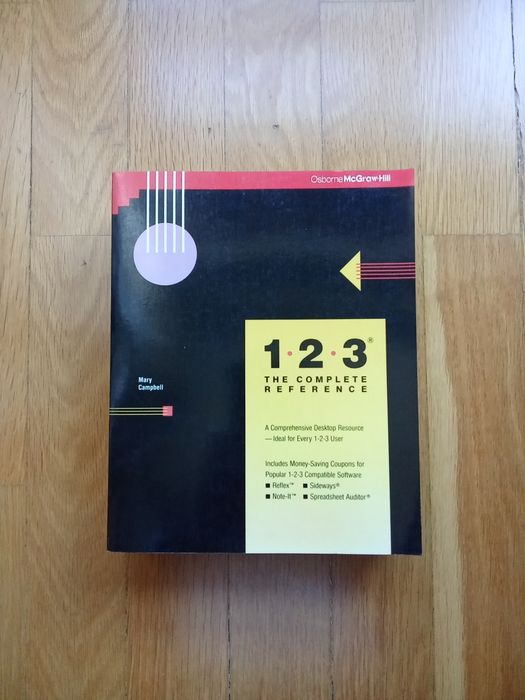 Osborne McGraw-Hill
1·2·3®
THE COMPLETE
REFERENCE
Mary
Campbell
A Comprehensive Desktop Resource
—Ideal for Every 1-2-3 User
Includes Money-Saving Coupons for
Popular 1-2-3 Compatible Software
■ Reflex™ ■ Sideways®
■ Note-It™ ■ Spreadsheet Auditor®